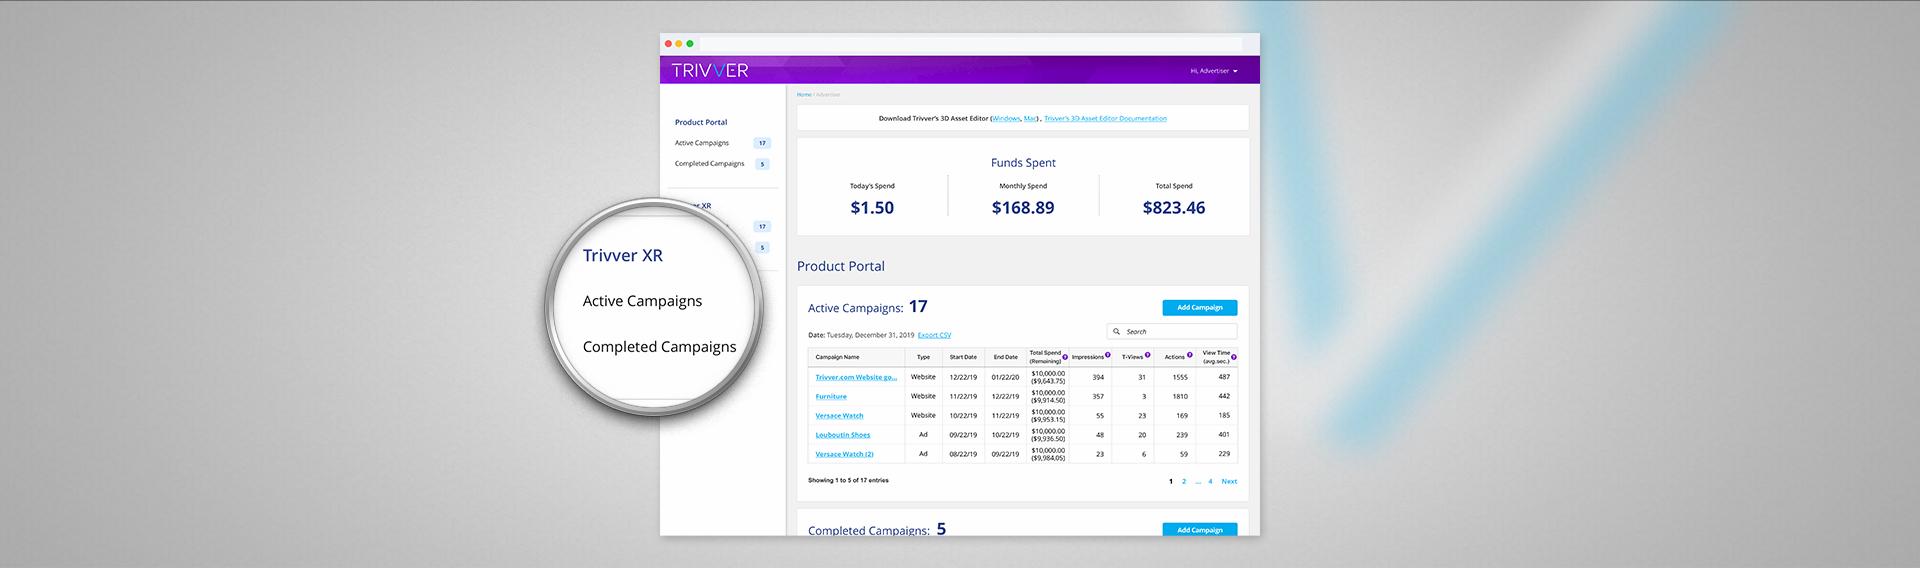 TRIVVER
Hi, Advertiser
Home / Advertiser
Download Trivver's 3D Asset Editor (Windows, Mac) , Trivver's 3D Asset Editor Documentation
Product Portal
Active Campaigns 17
Completed Campaigns 5
er XR
17
5
Trivver XR
Active Campaigns
Completed Campaigns
Funds Spent
Today's Spend
$1.50
Monthly Spend
$168.89
Total Spend
$823.46
Product Portal
Active Campaigns: 17
Add Campaign
Date: Tuesday, December 31, 2019 Export CSV
Search
Campaign Name Type Start Date End Date Total Spend (Remaining) ? Impressions ? T-Views ? Actions ? View Time (avg.sec.) ?
Trivver.com Website go... Website 12/22/19 01/22/20 $10,000.00 ($9,643.75) 394 31 1555 487
Furniture Website 11/22/19 12/22/19 $10,000.00 ($9,914.50) 357 3 1810 442
Versace Watch Website 10/22/19 11/22/19 $10,000.00 ($9,953.15) 55 23 169 185
Louboutin Shoes Ad 09/22/19 10/22/19 $10,000.00 ($9,936.50) 48 20 239 401
Versace Watch (2) Ad 08/22/19 09/22/19 $10,000.00 ($9,984.05) 23 6 59 229
Showing 1 to 5 of 17 entries
1 2 ... 4 Next
Completed Campaigns: 5
Add Campaign